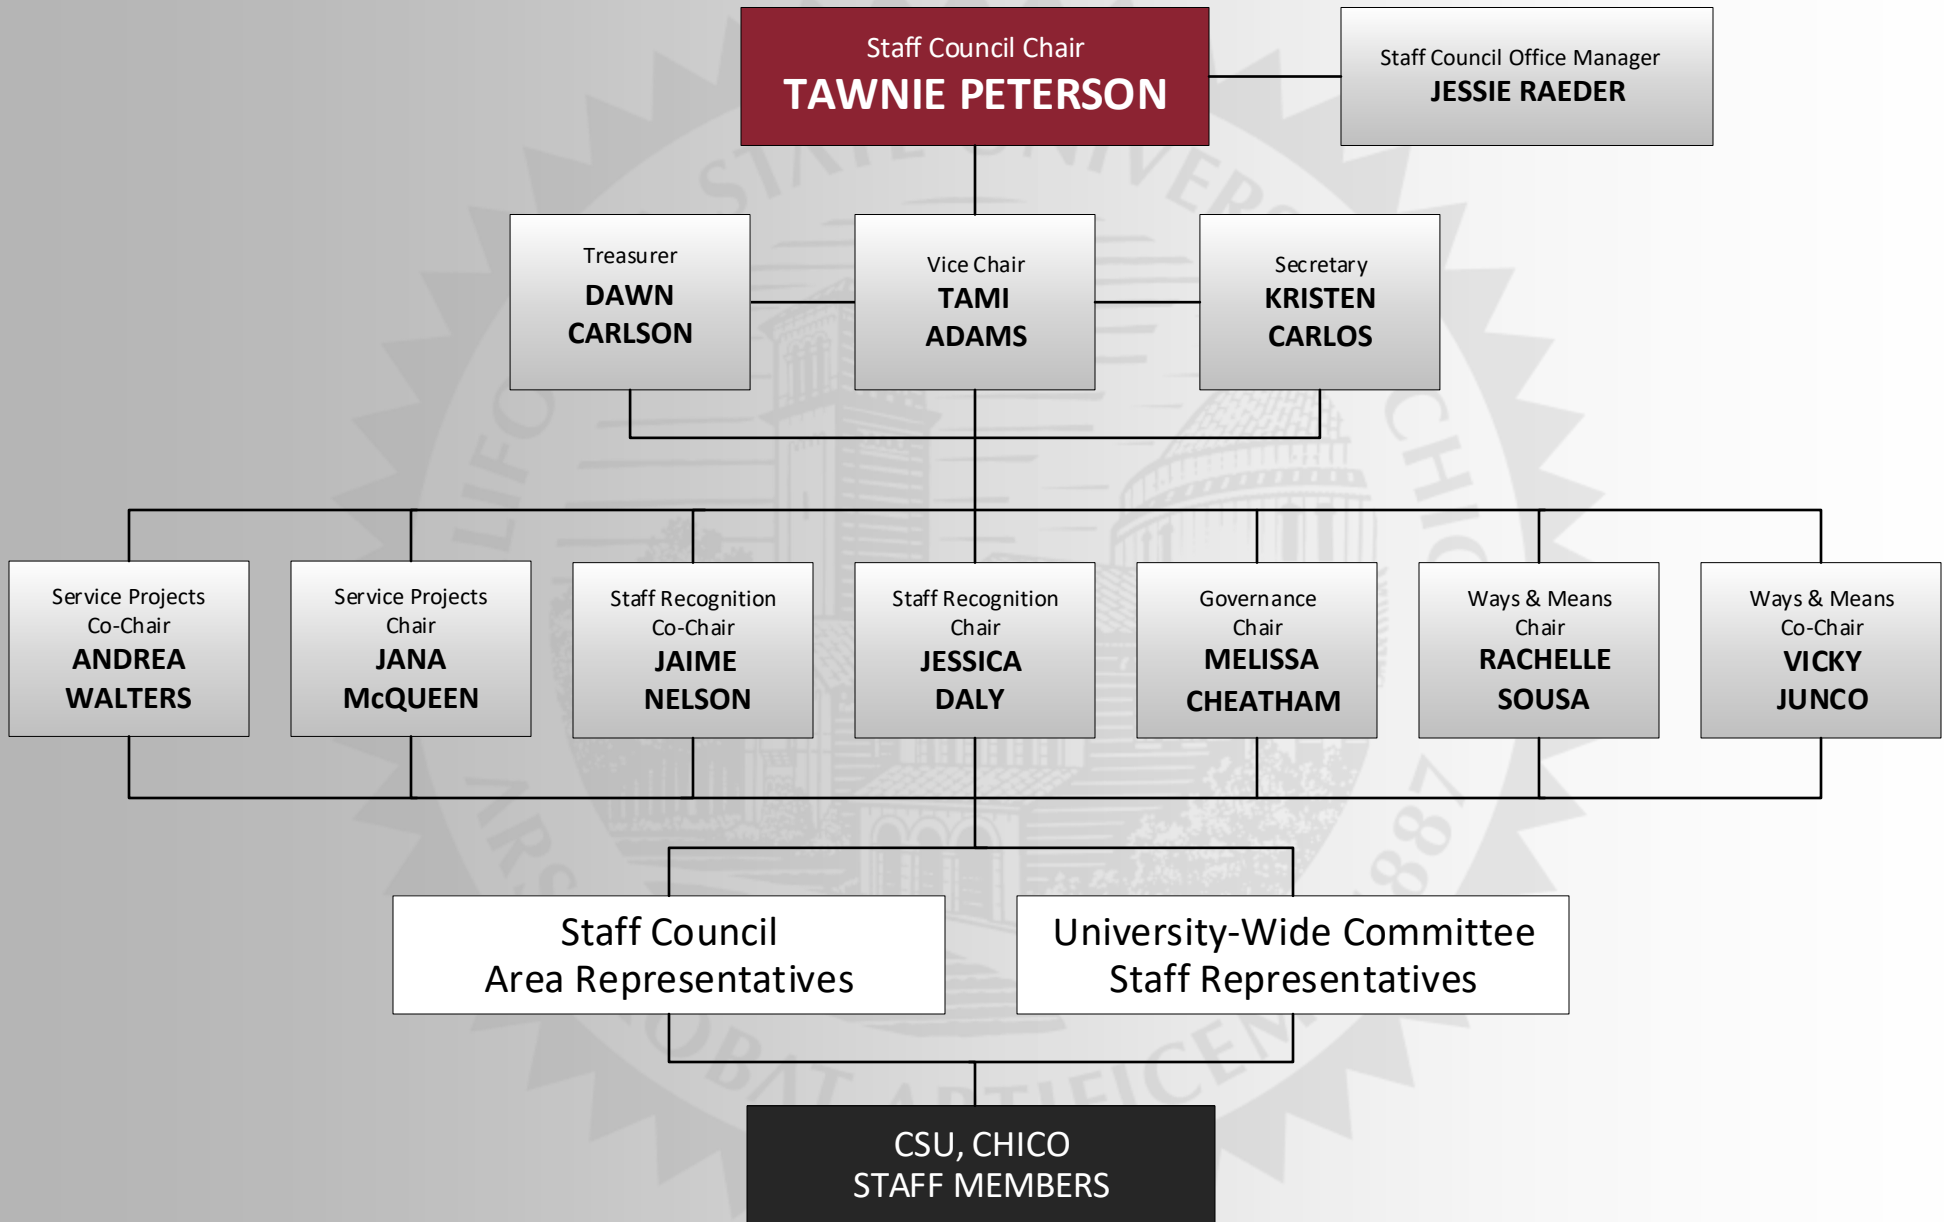 Staff Council Chair
TAWNIE PETERSON
Staff Council Office Manager
JESSIE RAEDER
Treasurer
DAWN
CARLSON
Vice Chair
TAMI
ADAMS
Secretary
KRISTEN
CARLOS
Service Projects
Co-Chair
ANDREA
WALTERS
Service Projects
Chair
JANA
McQUEEN
Staff Recognition
Co-Chair
JAIME
NELSON
Staff Recognition
Chair
JESSICA
DALY
Governance
Chair
MELISSA
CHEATHAM
Ways & Means
Chair
RACHELLE
SOUSA
Ways & Means
Co-Chair
VICKY
JUNCO
Staff Council
Area Representatives
University-Wide Committee
Staff Representatives
CSU, CHICO
STAFF MEMBERS